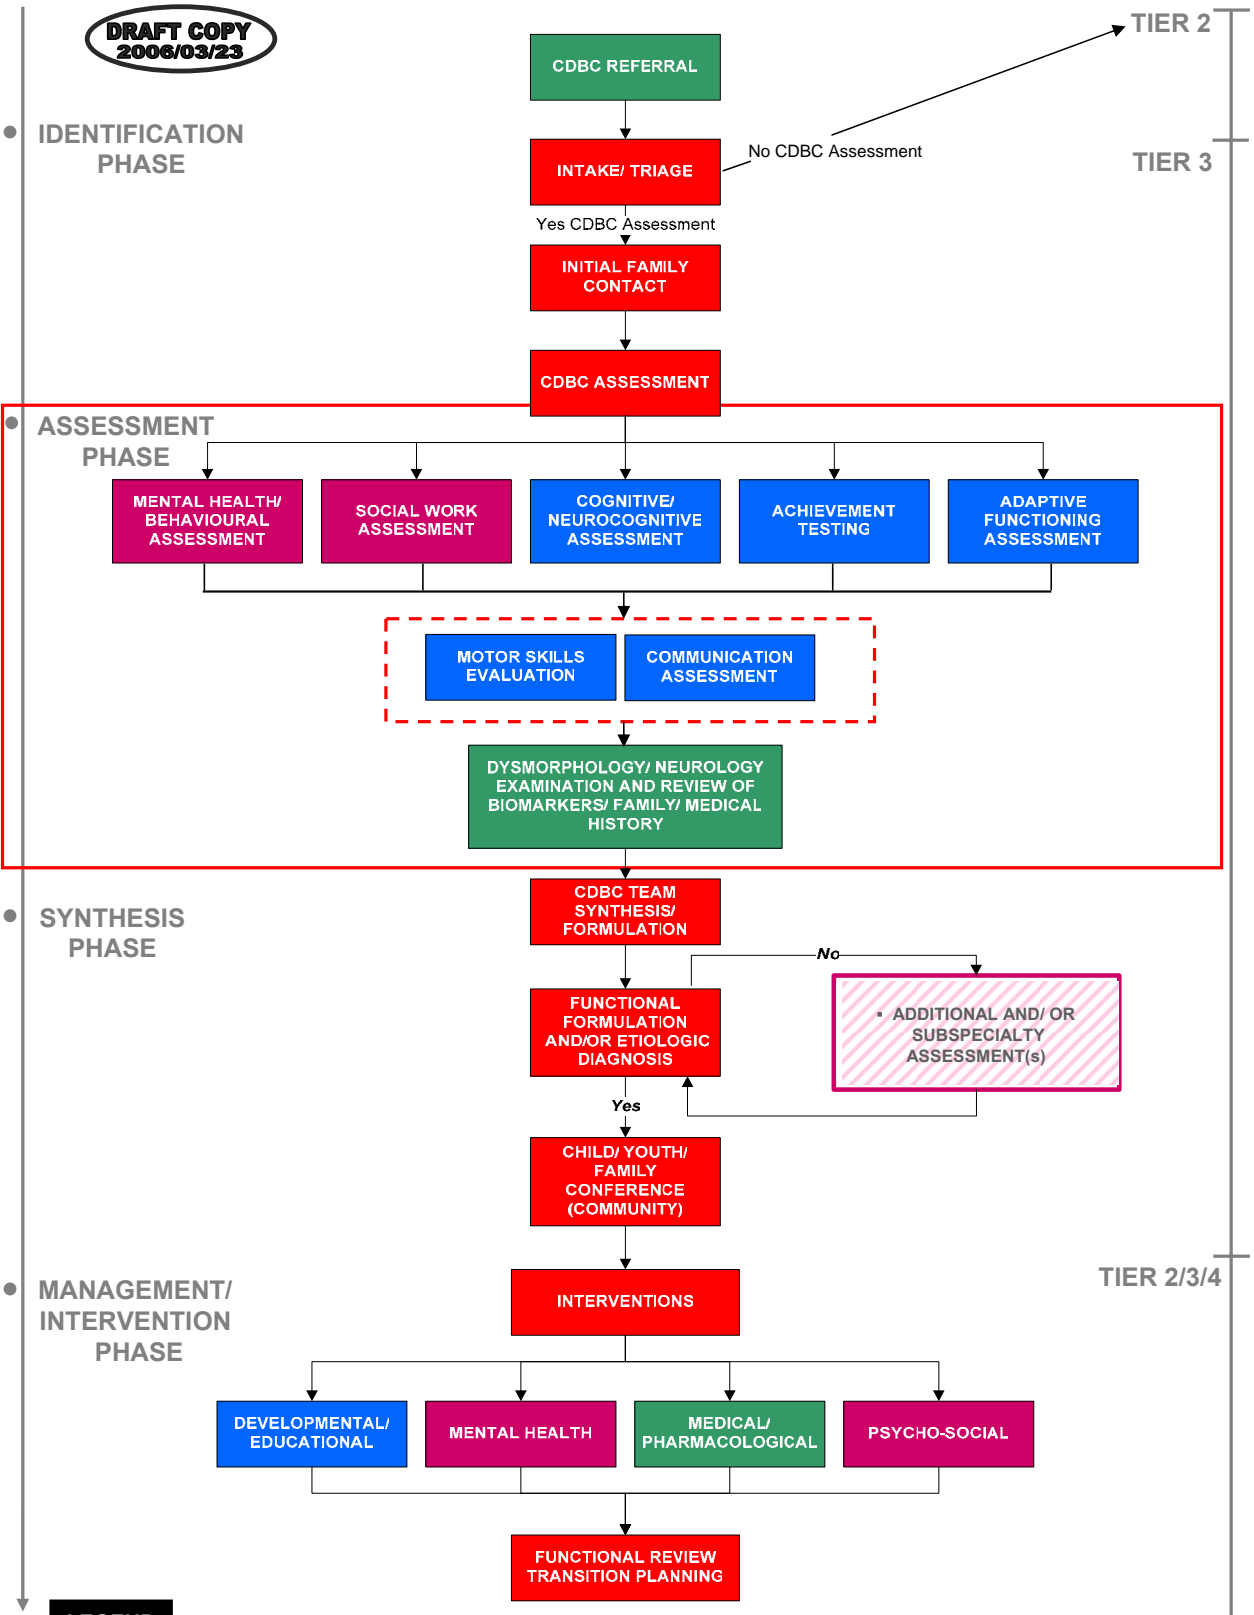 DRAFT COPY
2006/03/23
TIER 2
CDBC REFERRAL
IDENTIFICATION
PHASE
No CDBC Assessment
TIER 3
INTAKE/ TRIAGE
Yes CDBC Assessment
INITIAL FAMILY
CONTACT
CDBC ASSESSMENT
ASSESSMENT
PHASE
MENTAL HEALTH/
BEHAVIOURAL
ASSESSMENT
SOCIAL WORK
ASSESSMENT
COGNITIVE/
NEUROCOGNITIVE
ASSESSMENT
ACHIEVEMENT
TESTING
ADAPTIVE
FUNCTIONING
ASSESSMENT
MOTOR SKILLS
EVALUATION
COMMUNICATION
ASSESSMENT
DYSMORPHOLOGY/ NEUROLOGY
EXAMINATION AND REVIEW OF
BIOMARKERS/ FAMILY/ MEDICAL
HISTORY
SYNTHESIS
PHASE
CDBC TEAM
SYNTHESIS/
FORMULATION
No
FUNCTIONAL
FORMULATION
AND/OR ETIOLOGIC
DIAGNOSIS
▪ ADDITIONAL AND/ OR
SUBSPECIALTY
ASSESSMENT(s)
Yes
CHILD/ YOUTH/
FAMILY
CONFERENCE
(COMMUNITY)
MANAGEMENT/
INTERVENTION
PHASE
TIER 2/3/4
INTERVENTIONS
DEVELOPMENTAL/
EDUCATIONAL
MENTAL HEALTH
MEDICAL/
PHARMACOLOGICAL
PSYCHO-SOCIAL
FUNCTIONAL REVIEW
TRANSITION PLANNING